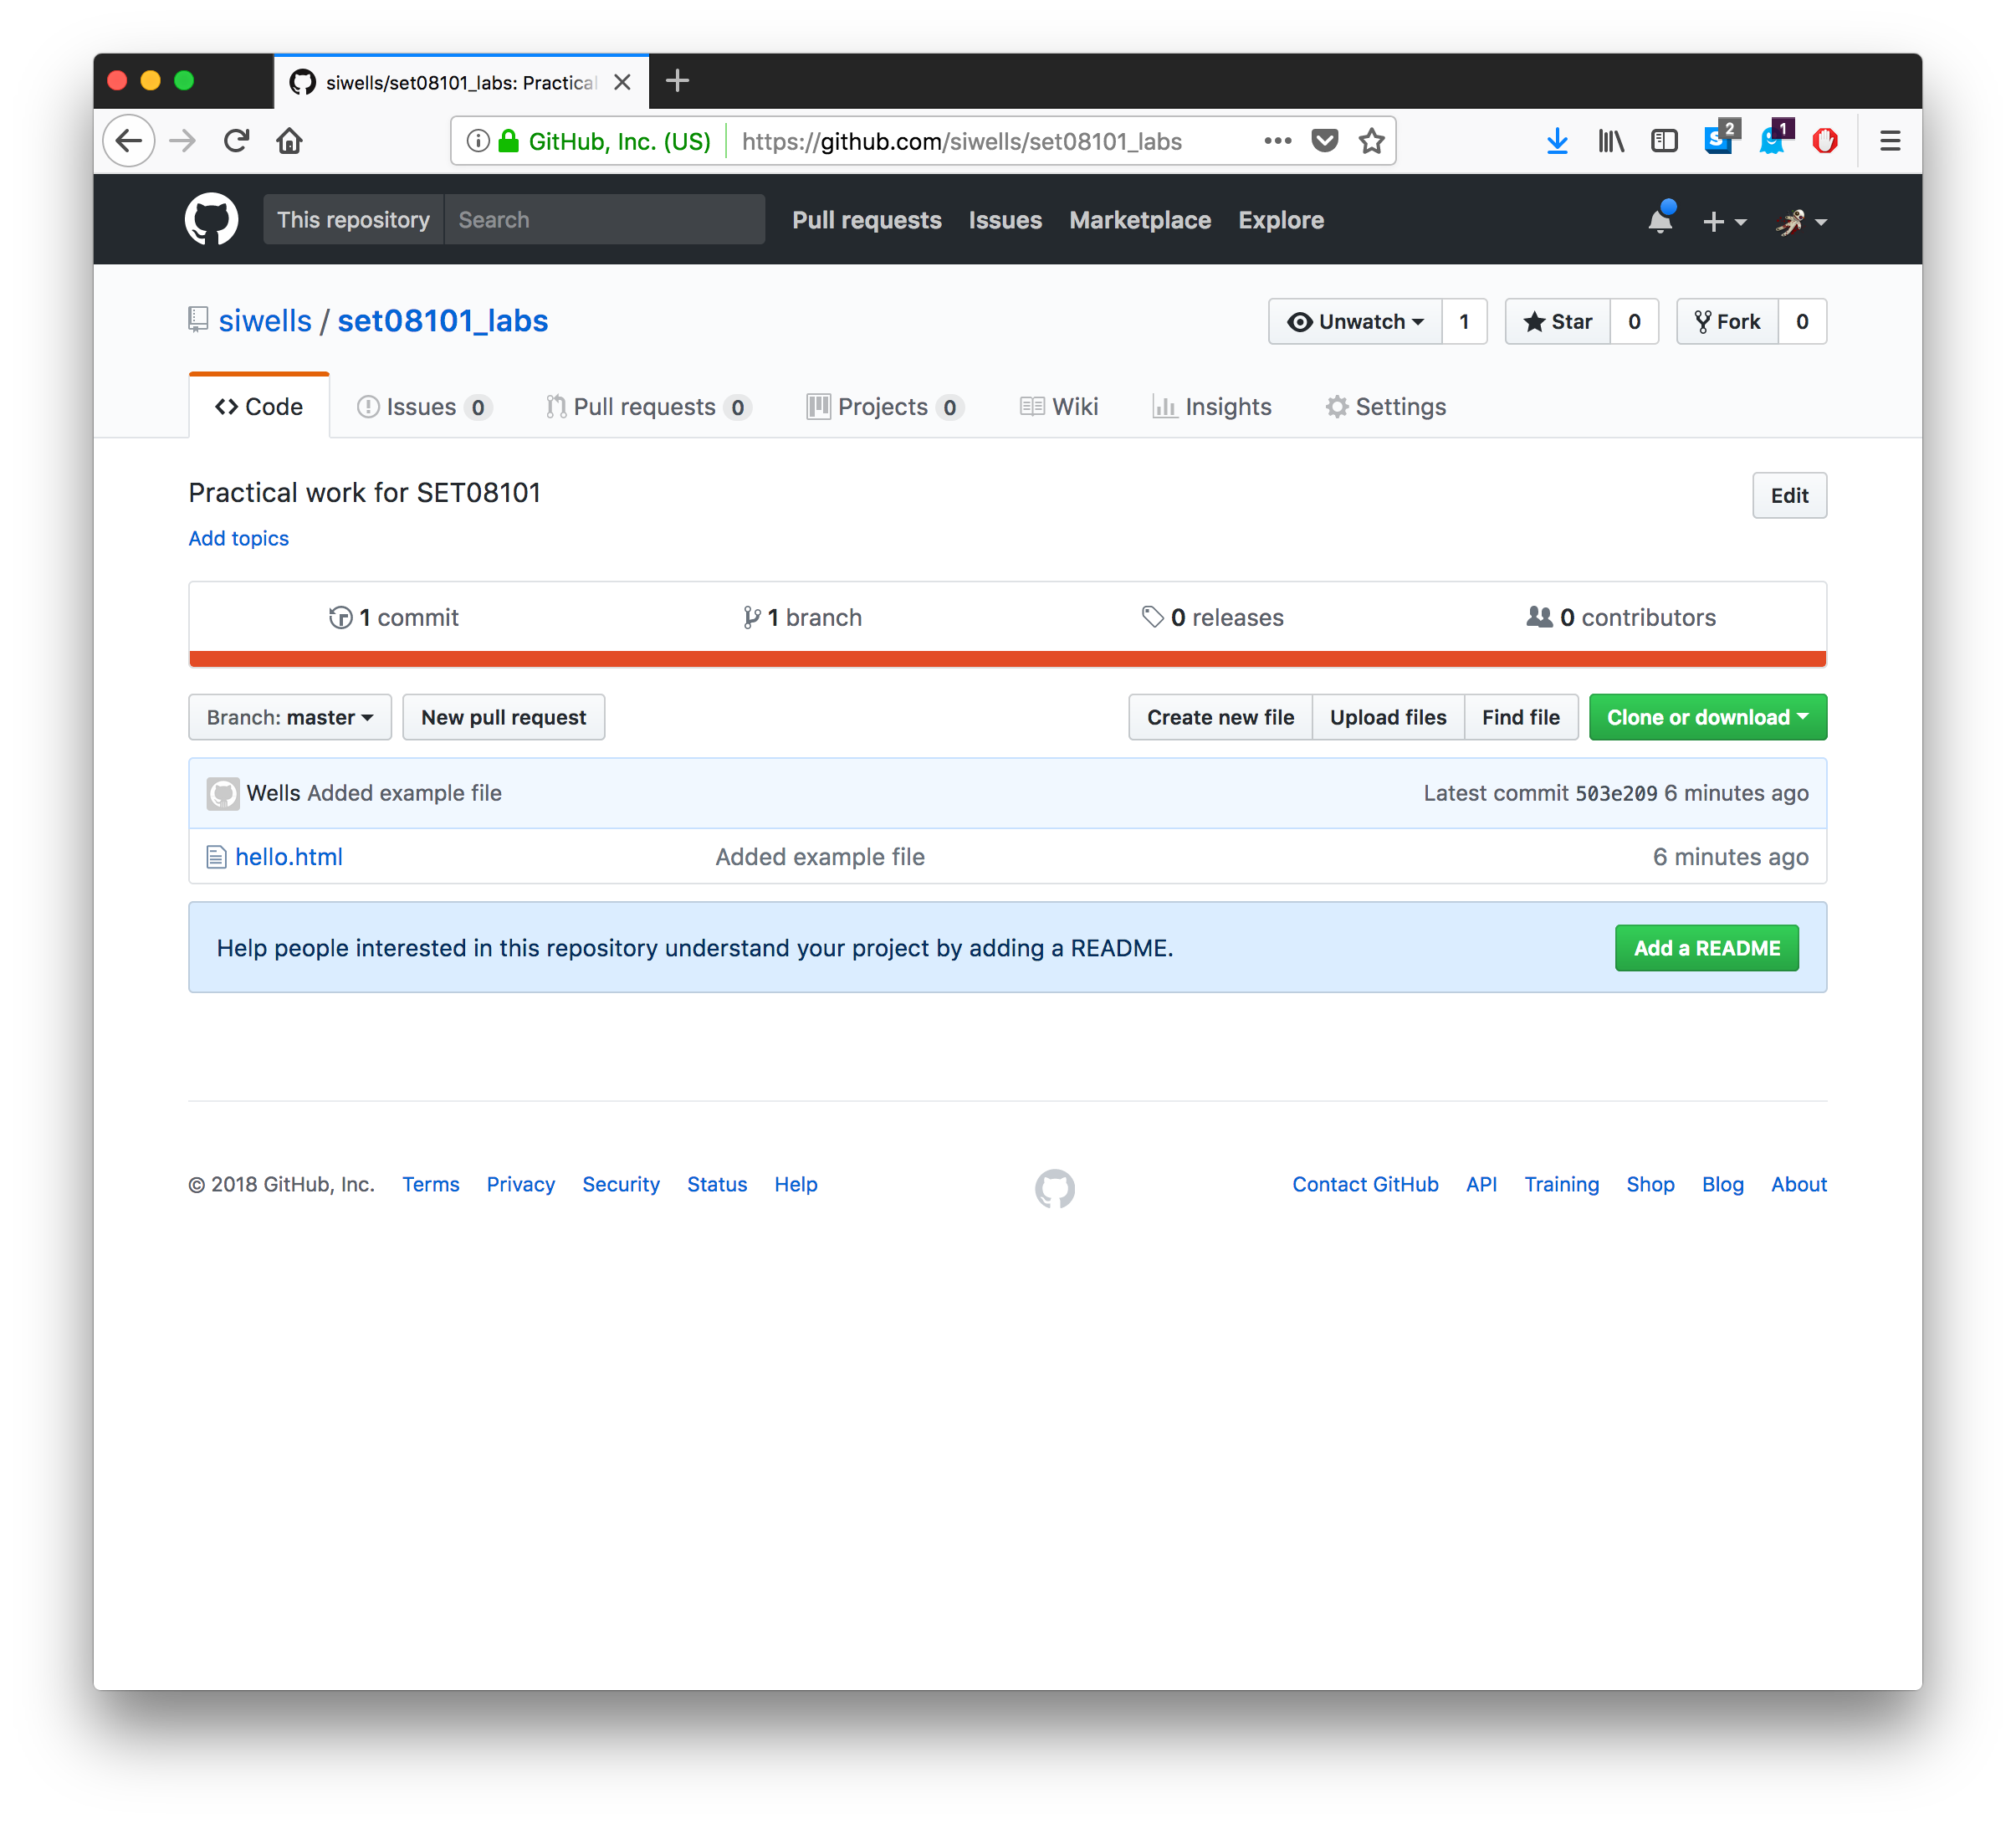 siwells/set08101_labs: Practical
GitHub, Inc. (US) https://github.com/siwells/set08101_labs
2
1
S
This repository Search Pull requests Issues Marketplace Explore
siwells / set08101_labs
Unwatch 1 Star 0 Fork 0
Code Issues 0 Pull requests 0 Projects 0 Wiki Insights Settings
Practical work for SET08101
Edit
Add topics
1 commit 1 branch 0 releases 0 contributors
Branch: master New pull request Create new file Upload files Find file Clone or download
Wells Added example file Latest commit 503e209 6 minutes ago
hello.html Added example file 6 minutes ago
Help people interested in this repository understand your project by adding a README. Add a README
© 2018 GitHub, Inc. Terms Privacy Security Status Help Contact GitHub API Training Shop Blog About